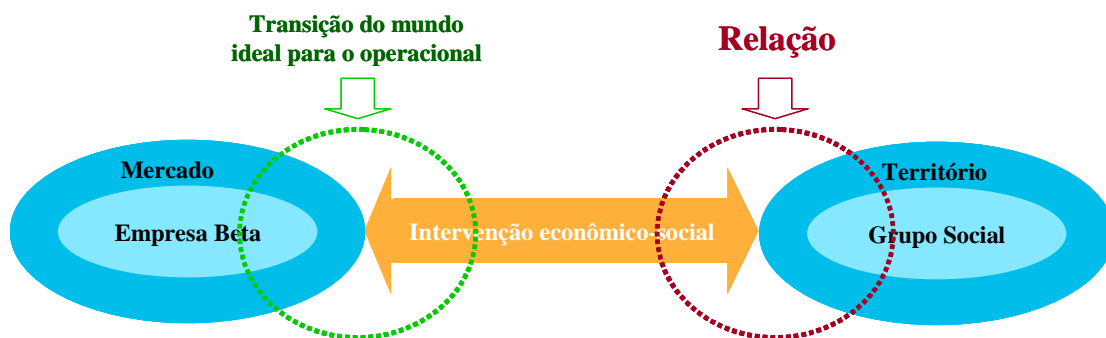 Transição do mundo
ideal para o operacional
Relação
Mercado
Empresa Beta
Intervenção econômico-social
Território
Grupo Social